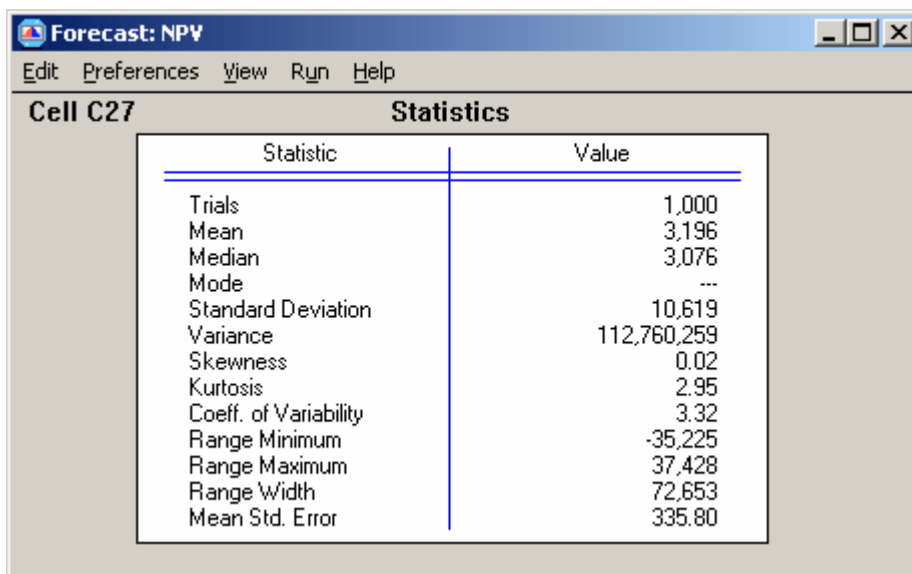 Forecast: NPV
Edit Preferences View Run Help
Cell C27 Statistics
Statistic Value
Trials 1,000
Mean 3,196
Median 3,076
Mode ---
Standard Deviation 10,619
Variance 112,760,259
Skewness 0.02
Kurtosis 2.95
Coeff. of Variability 3.32
Range Minimum -35,225
Range Maximum 37,428
Range Width 72,653
Mean Std. Error 335.80